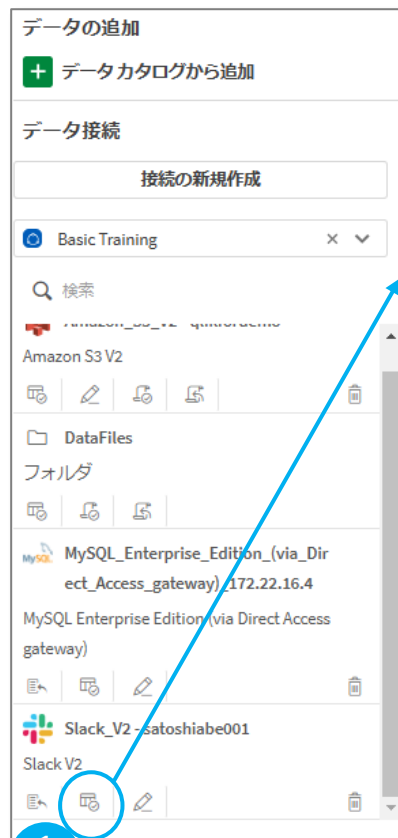 データの追加
データ カタログから追加
データ接続
接続の新規作成
Basic Training
検索
Amazon_S3_V2 - qlikfordemo
Amazon S3 V2
DataFiles
フォルダ
MySQL MySQL_Enterprise_Edition_(via_Dir
ect_Access_gateway)_172.22.16.4
MySQL Enterprise Edition (via Direct Access
gateway)
Slack_V2 - satoshiabe001
Slack V2